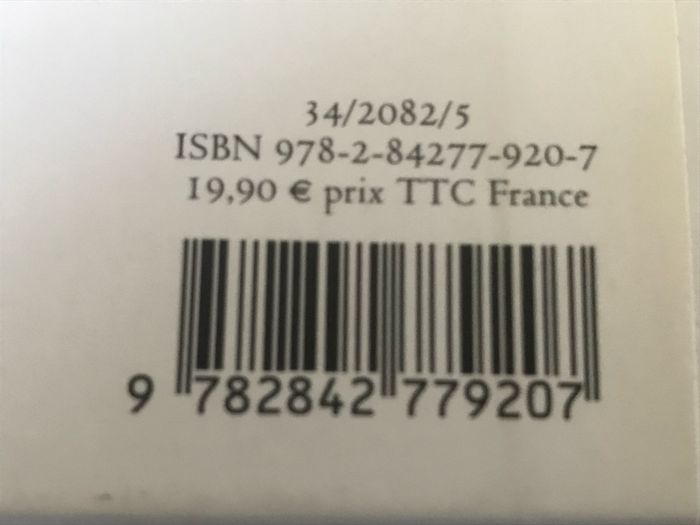 34/2082/5
ISBN 978-2-84277-920-7
19,90 € prix TTC France
9 782842 779207